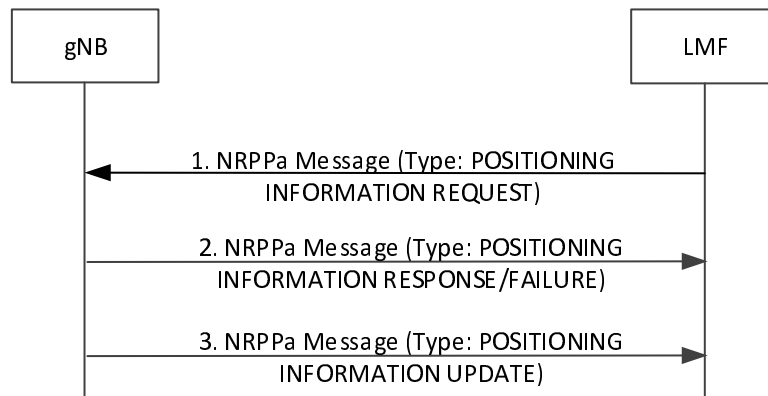 gNB
LMF
1. NRPPa Message (Type: POSITIONING
INFORMATION REQUEST)
2. NRPPa Message (Type: POSITIONING
INFORMATION RESPONSE/FAILURE)
3. NRPPa Message (Type: POSITIONING
INFORMATION UPDATE)